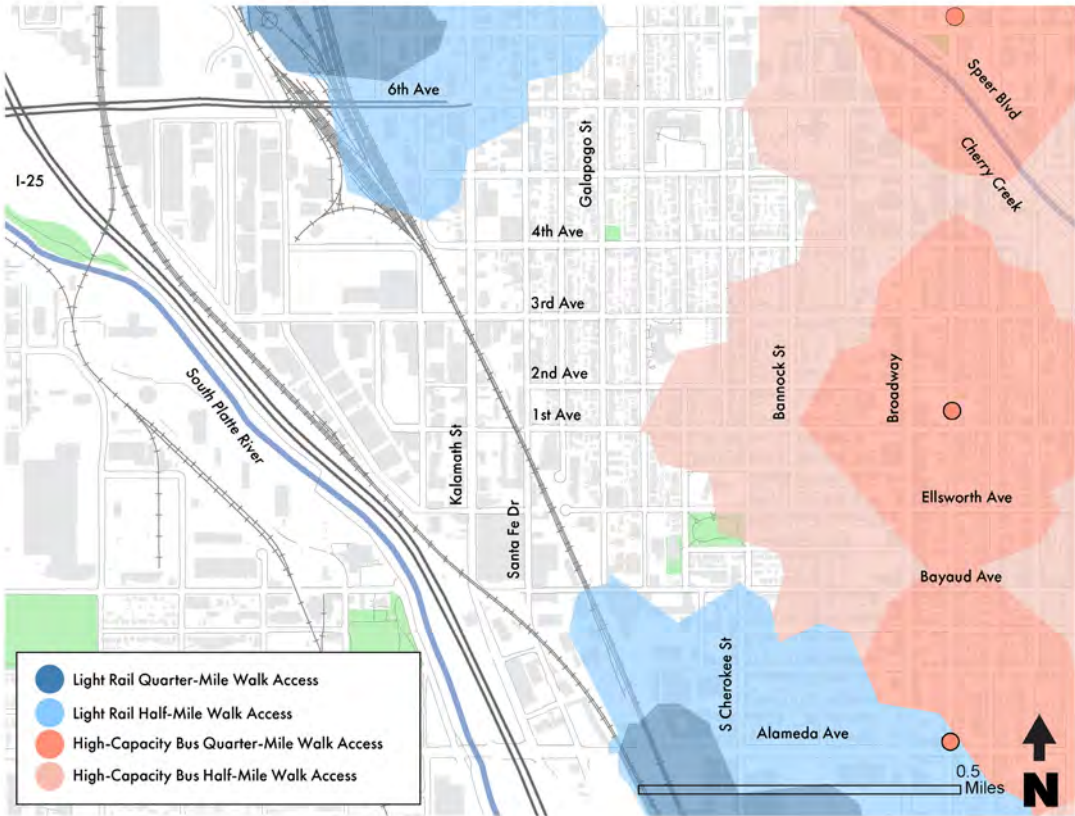 6th Ave
Speer Blvd
Galapago St
Cherry Creek
I-25
4th Ave
3rd Ave
2nd Ave
Bannock St
Broadway
1st Ave
South Platte River
Kalamath St
Ellsworth Ave
Santa Fe Dr
Bayaud Ave
S Cherokee St
Alameda Ave
Light Rail Quarter-Mile Walk Access
Light Rail Half-Mile Walk Access
High-Capacity Bus Quarter-Mile Walk Access
High-Capacity Bus Half-Mile Walk Access
0.5
Miles
N